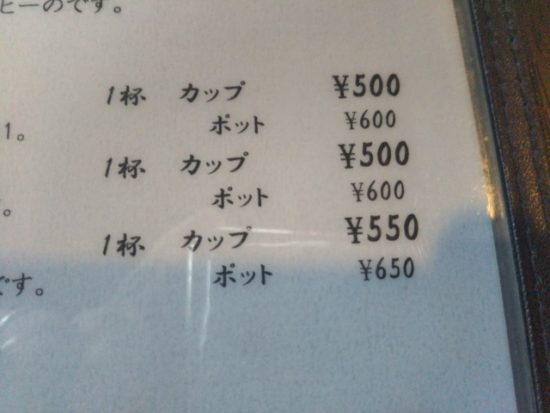 ヒーのです。
1杯 カップ ¥500
ポット ¥600
1。
1杯 カップ ¥500
ポット ¥600
。
1杯 カップ ¥550
ポット ¥650
です。